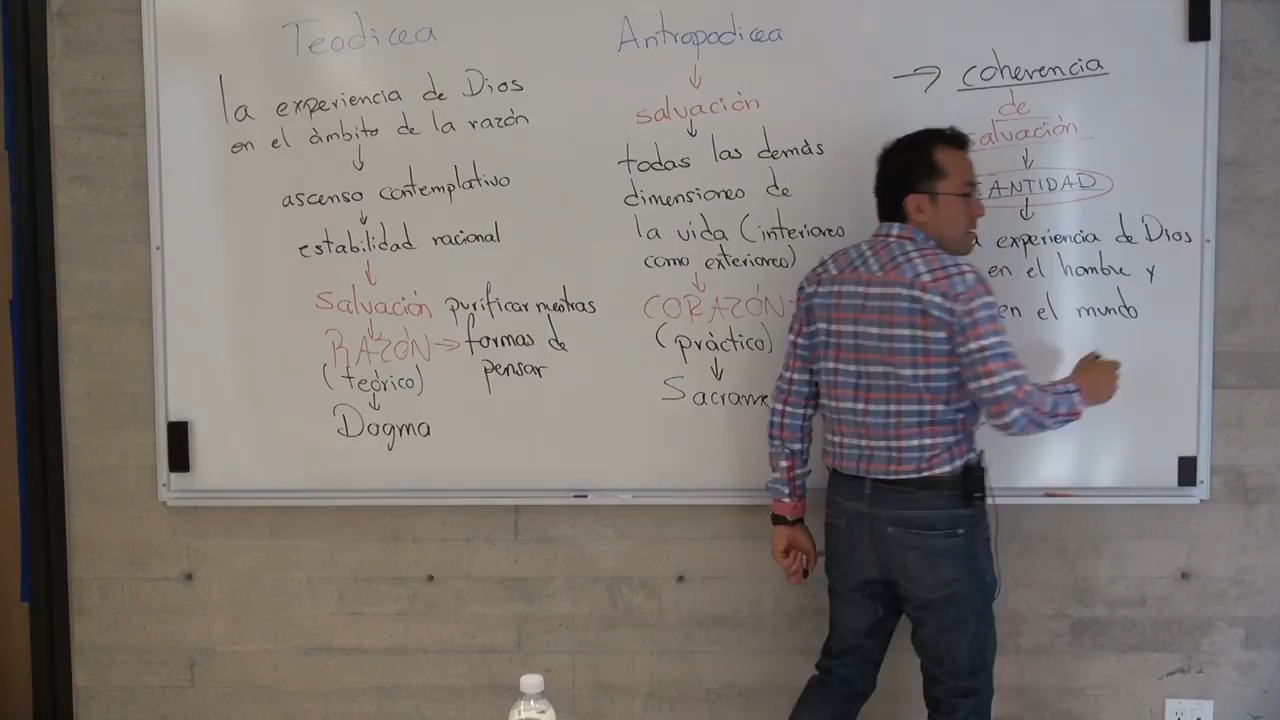 Teodicea
la experiencia de Dios
en el ámbito de la razón
↓
ascenso contemplativo
↓
estabilidad racional
↓
Salvación purificar nuestras
↓
RAZÓN → formas de
(teórico) pensar
↓
Dogma
Antropodicea
↓
salvación
↓
todas las demás
dimensiones de
la vida (interiores
como exteriores)
↓
CORAZÓN
(práctico)
↓
Sacrame
→ coherencia
de
salvación
↓
ANTIDAD
↓
experiencia de Dios
en el hombre y
en el mundo